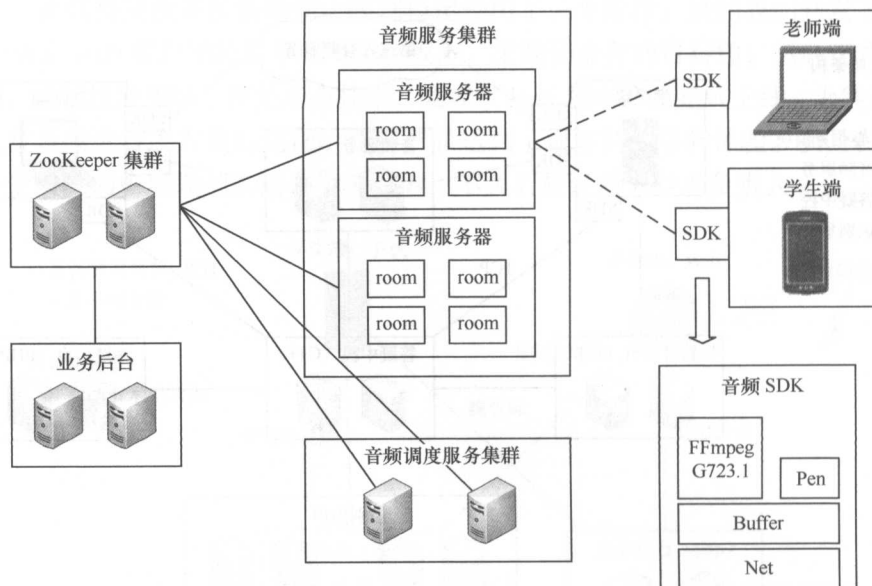 音频服务集群
音频服务器
room
room
room
room
音频服务器
room
room
room
room
ZooKeeper 集群
业务后台
音频调度服务集群
老师端
SDK
学生端
SDK
音频 SDK
FFmpeg
G723.1
Pen
Buffer
Net